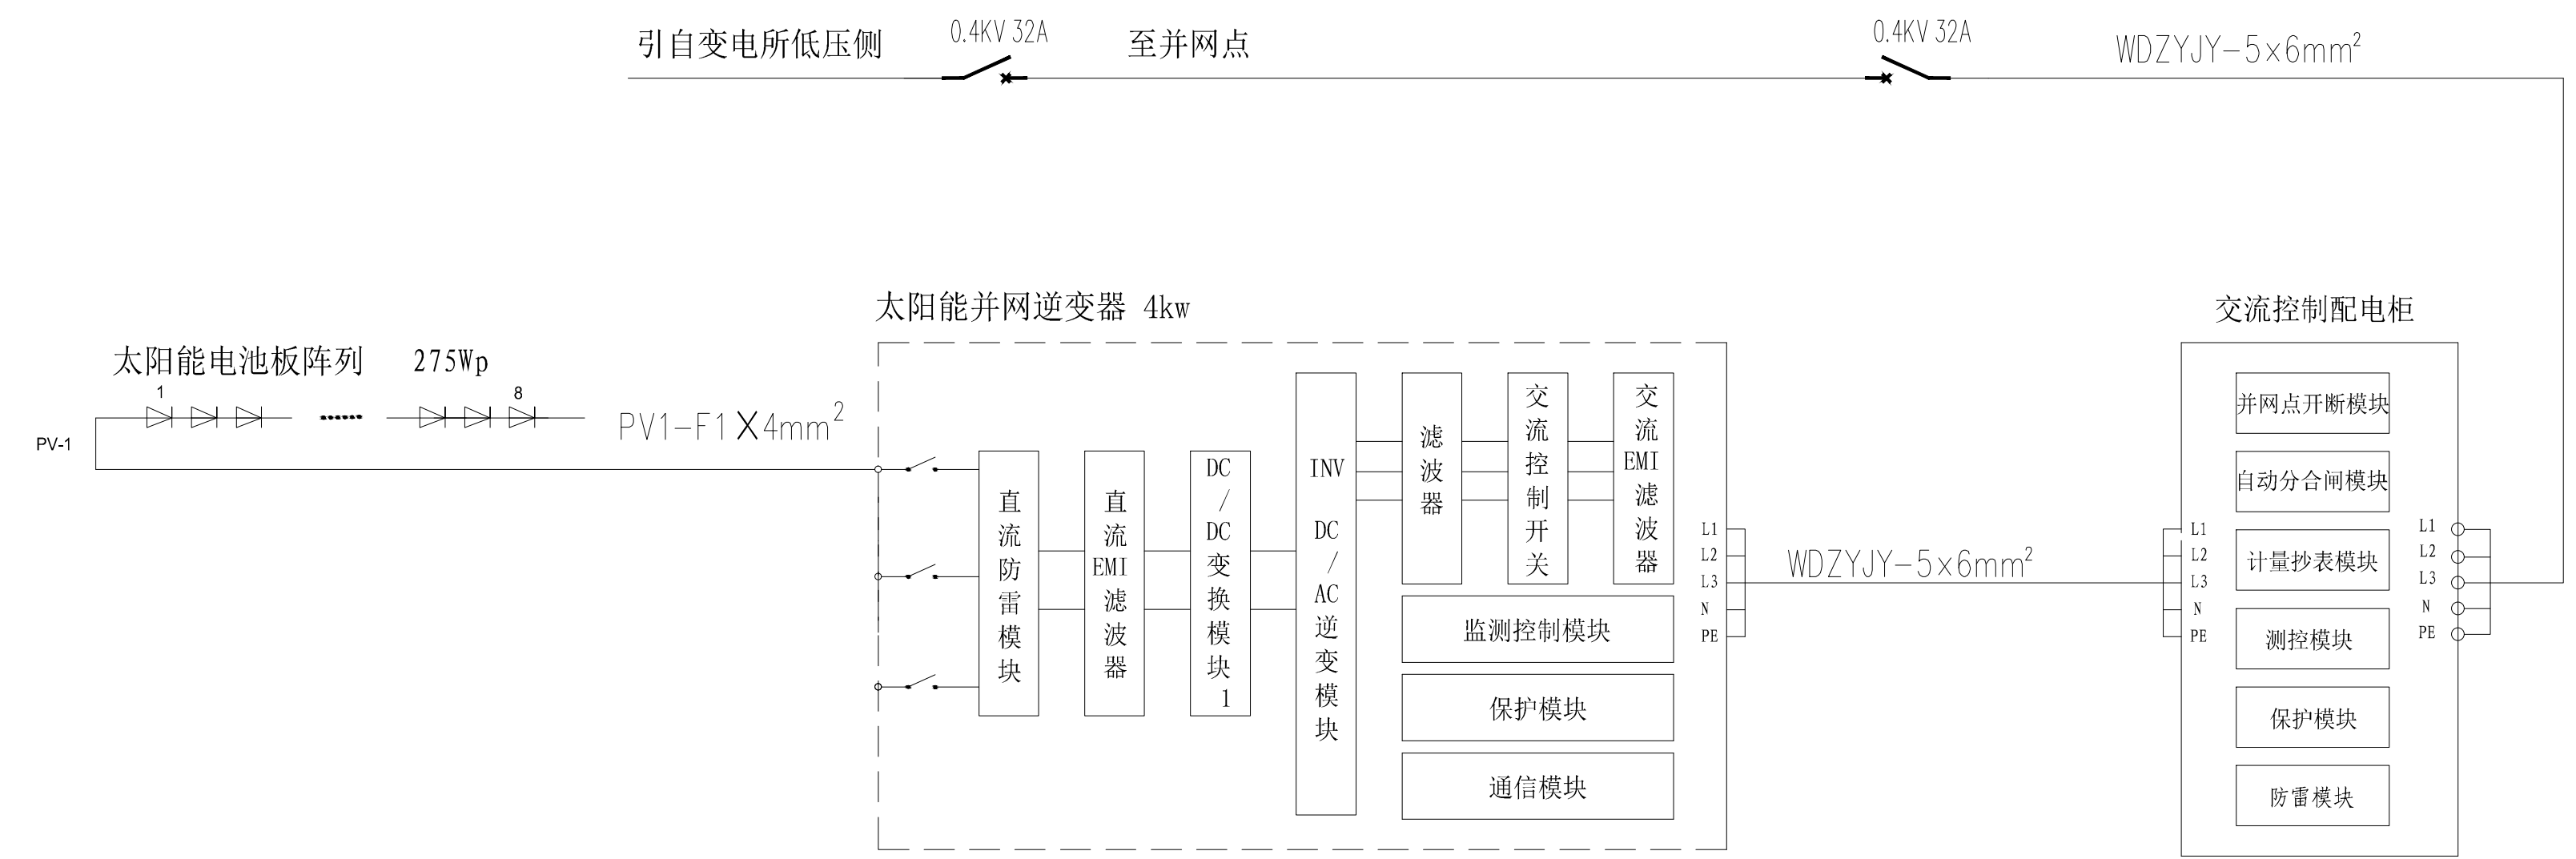 引自变电所低压侧
0.4KV 32A
至并网点
0.4KV 32A
WDZYJY-5×6mm²
太阳能电池板阵列 275Wp
1
8
PV-1
PV1-F1×4mm²
太阳能并网逆变器 4kw
直流防雷模块
直流EMI滤波器
DC/DC变换模块1
INV DC/AC逆变模块
滤波器
交流控制开关
交流EMI滤波器
监测控制模块
保护模块
通信模块
L1
L2
L3
N
PE
WDZYJY-5×6mm²
交流控制配电柜
L1
L2
L3
N
PE
并网点开断模块
自动分合闸模块
计量抄表模块
测控模块
保护模块
防雷模块
L1
L2
L3
N
PE